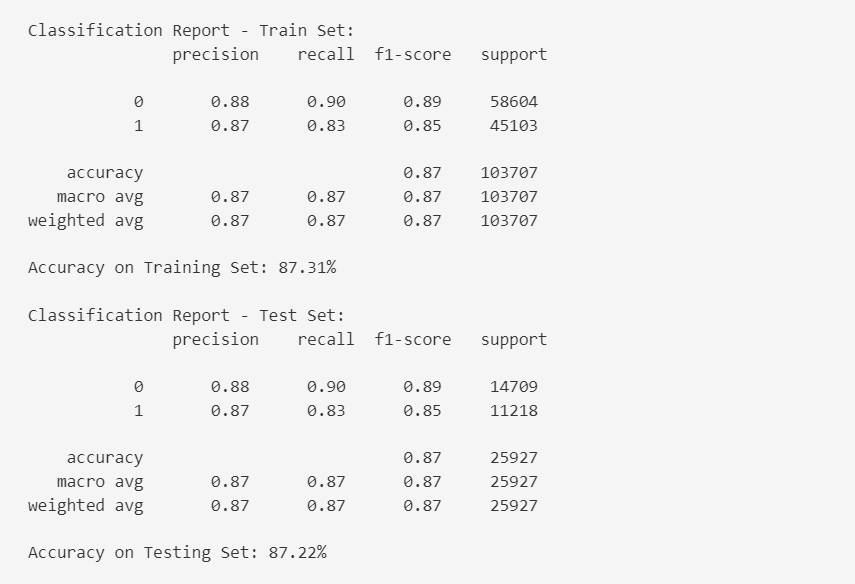 Classification Report - Train Set:
precision recall f1-score support
0 0.88 0.90 0.89 58604
1 0.87 0.83 0.85 45103
accuracy 0.87 103707
macro avg 0.87 0.87 0.87 103707
weighted avg 0.87 0.87 0.87 103707
Accuracy on Training Set: 87.31%
Classification Report - Test Set:
precision recall f1-score support
0 0.88 0.90 0.89 14709
1 0.87 0.83 0.85 11218
accuracy 0.87 25927
macro avg 0.87 0.87 0.87 25927
weighted avg 0.87 0.87 0.87 25927
Accuracy on Testing Set: 87.22%